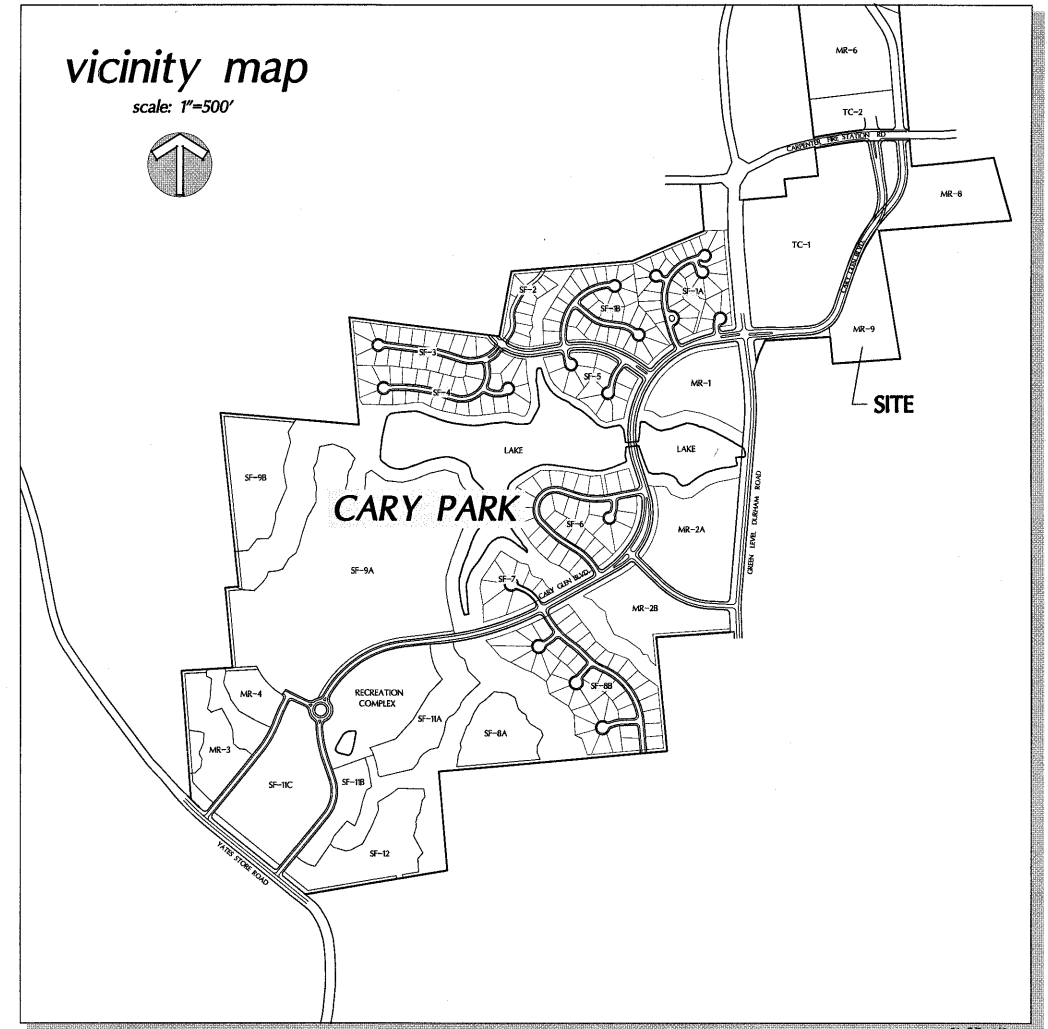 vicinity map
scale: 1"=500'
MR-6
TC-2
CARPENTER FIRE STATION RD
MR-8
TC-1
CARY GLEN BLVD.
SF-2
SF-1A
SF-1B
MR-9
SF-3
SF-5
MR-1
SF-4
SITE
LAKE
LAKE
SF-9B
CARY PARK
GREEN LEVEL DURHAM ROAD
SF-6
MR-2A
SF-9A
SF-7
CARY GLEN BLVD.
MR-2B
MR-4
RECREATION
COMPLEX
SF-8B
SF-11A
SF-8A
MR-3
SF-11C
SF-11B
SF-12
YATES STORE ROAD